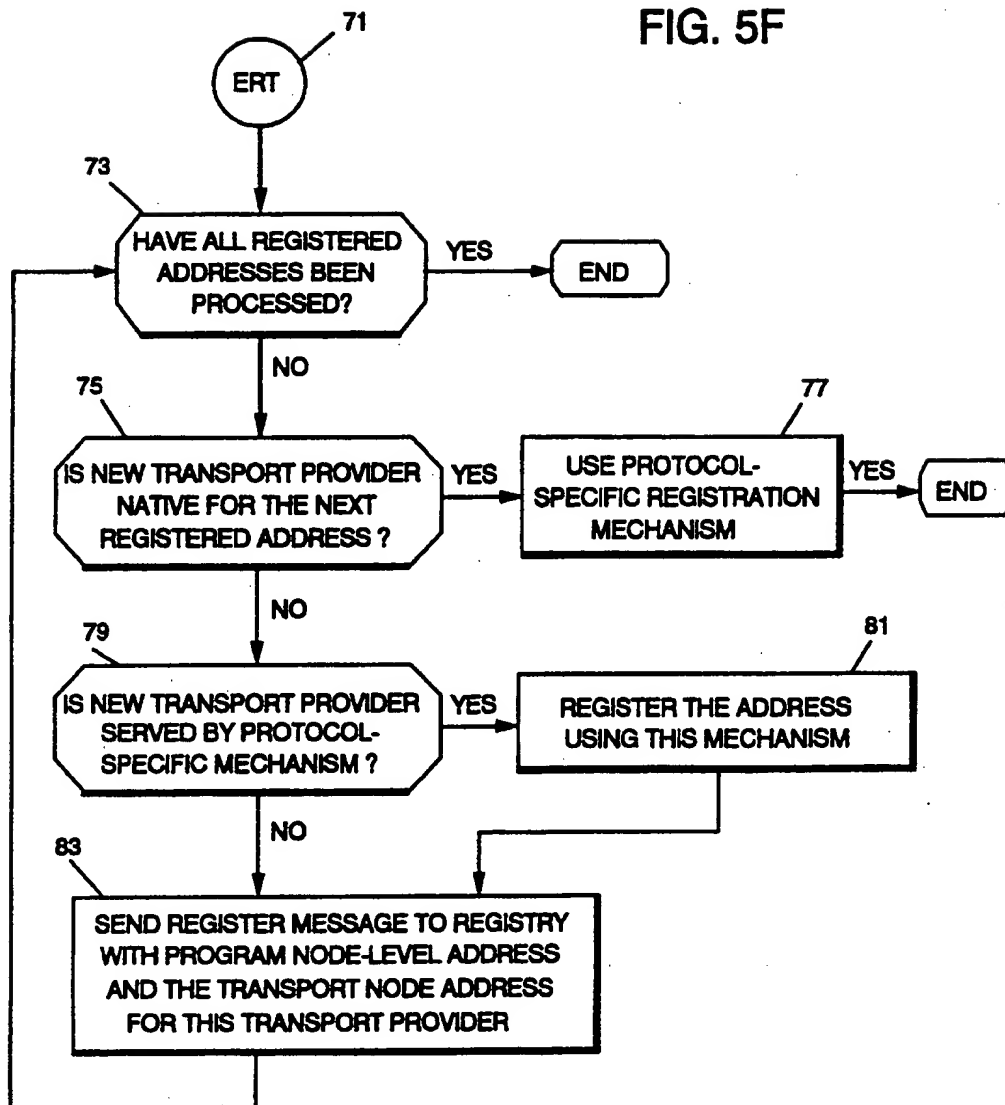 FIG. 5F
71
ERT
73
HAVE ALL REGISTERED
ADDRESSES BEEN
PROCESSED?
YES
END
NO
75
IS NEW TRANSPORT PROVIDER
NATIVE FOR THE NEXT
REGISTERED ADDRESS ?
YES
77
USE PROTOCOL-
SPECIFIC REGISTRATION
MECHANISM
YES
END
NO
79
IS NEW TRANSPORT PROVIDER
SERVED BY PROTOCOL-
SPECIFIC MECHANISM ?
YES
81
REGISTER THE ADDRESS
USING THIS MECHANISM
NO
83
SEND REGISTER MESSAGE TO REGISTRY
WITH PROGRAM NODE-LEVEL ADDRESS
AND THE TRANSPORT NODE ADDRESS
FOR THIS TRANSPORT PROVIDER